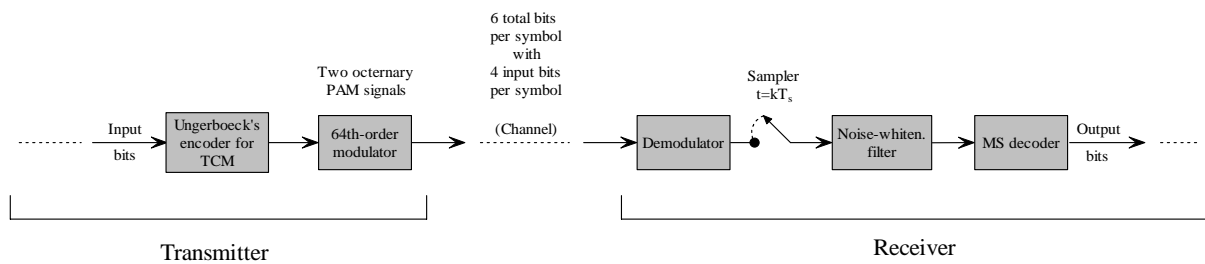 6 total bits
per symbol
with
4 input bits
per symbol
Two octernary
PAM signals
Sampler
t=kTs
Input
bits
Ungerboeck's
encoder for
TCM
64th-order
modulator
(Channel)
Demodulator
Noise-whiten.
filter
MS decoder
Output
bits
Transmitter
Receiver